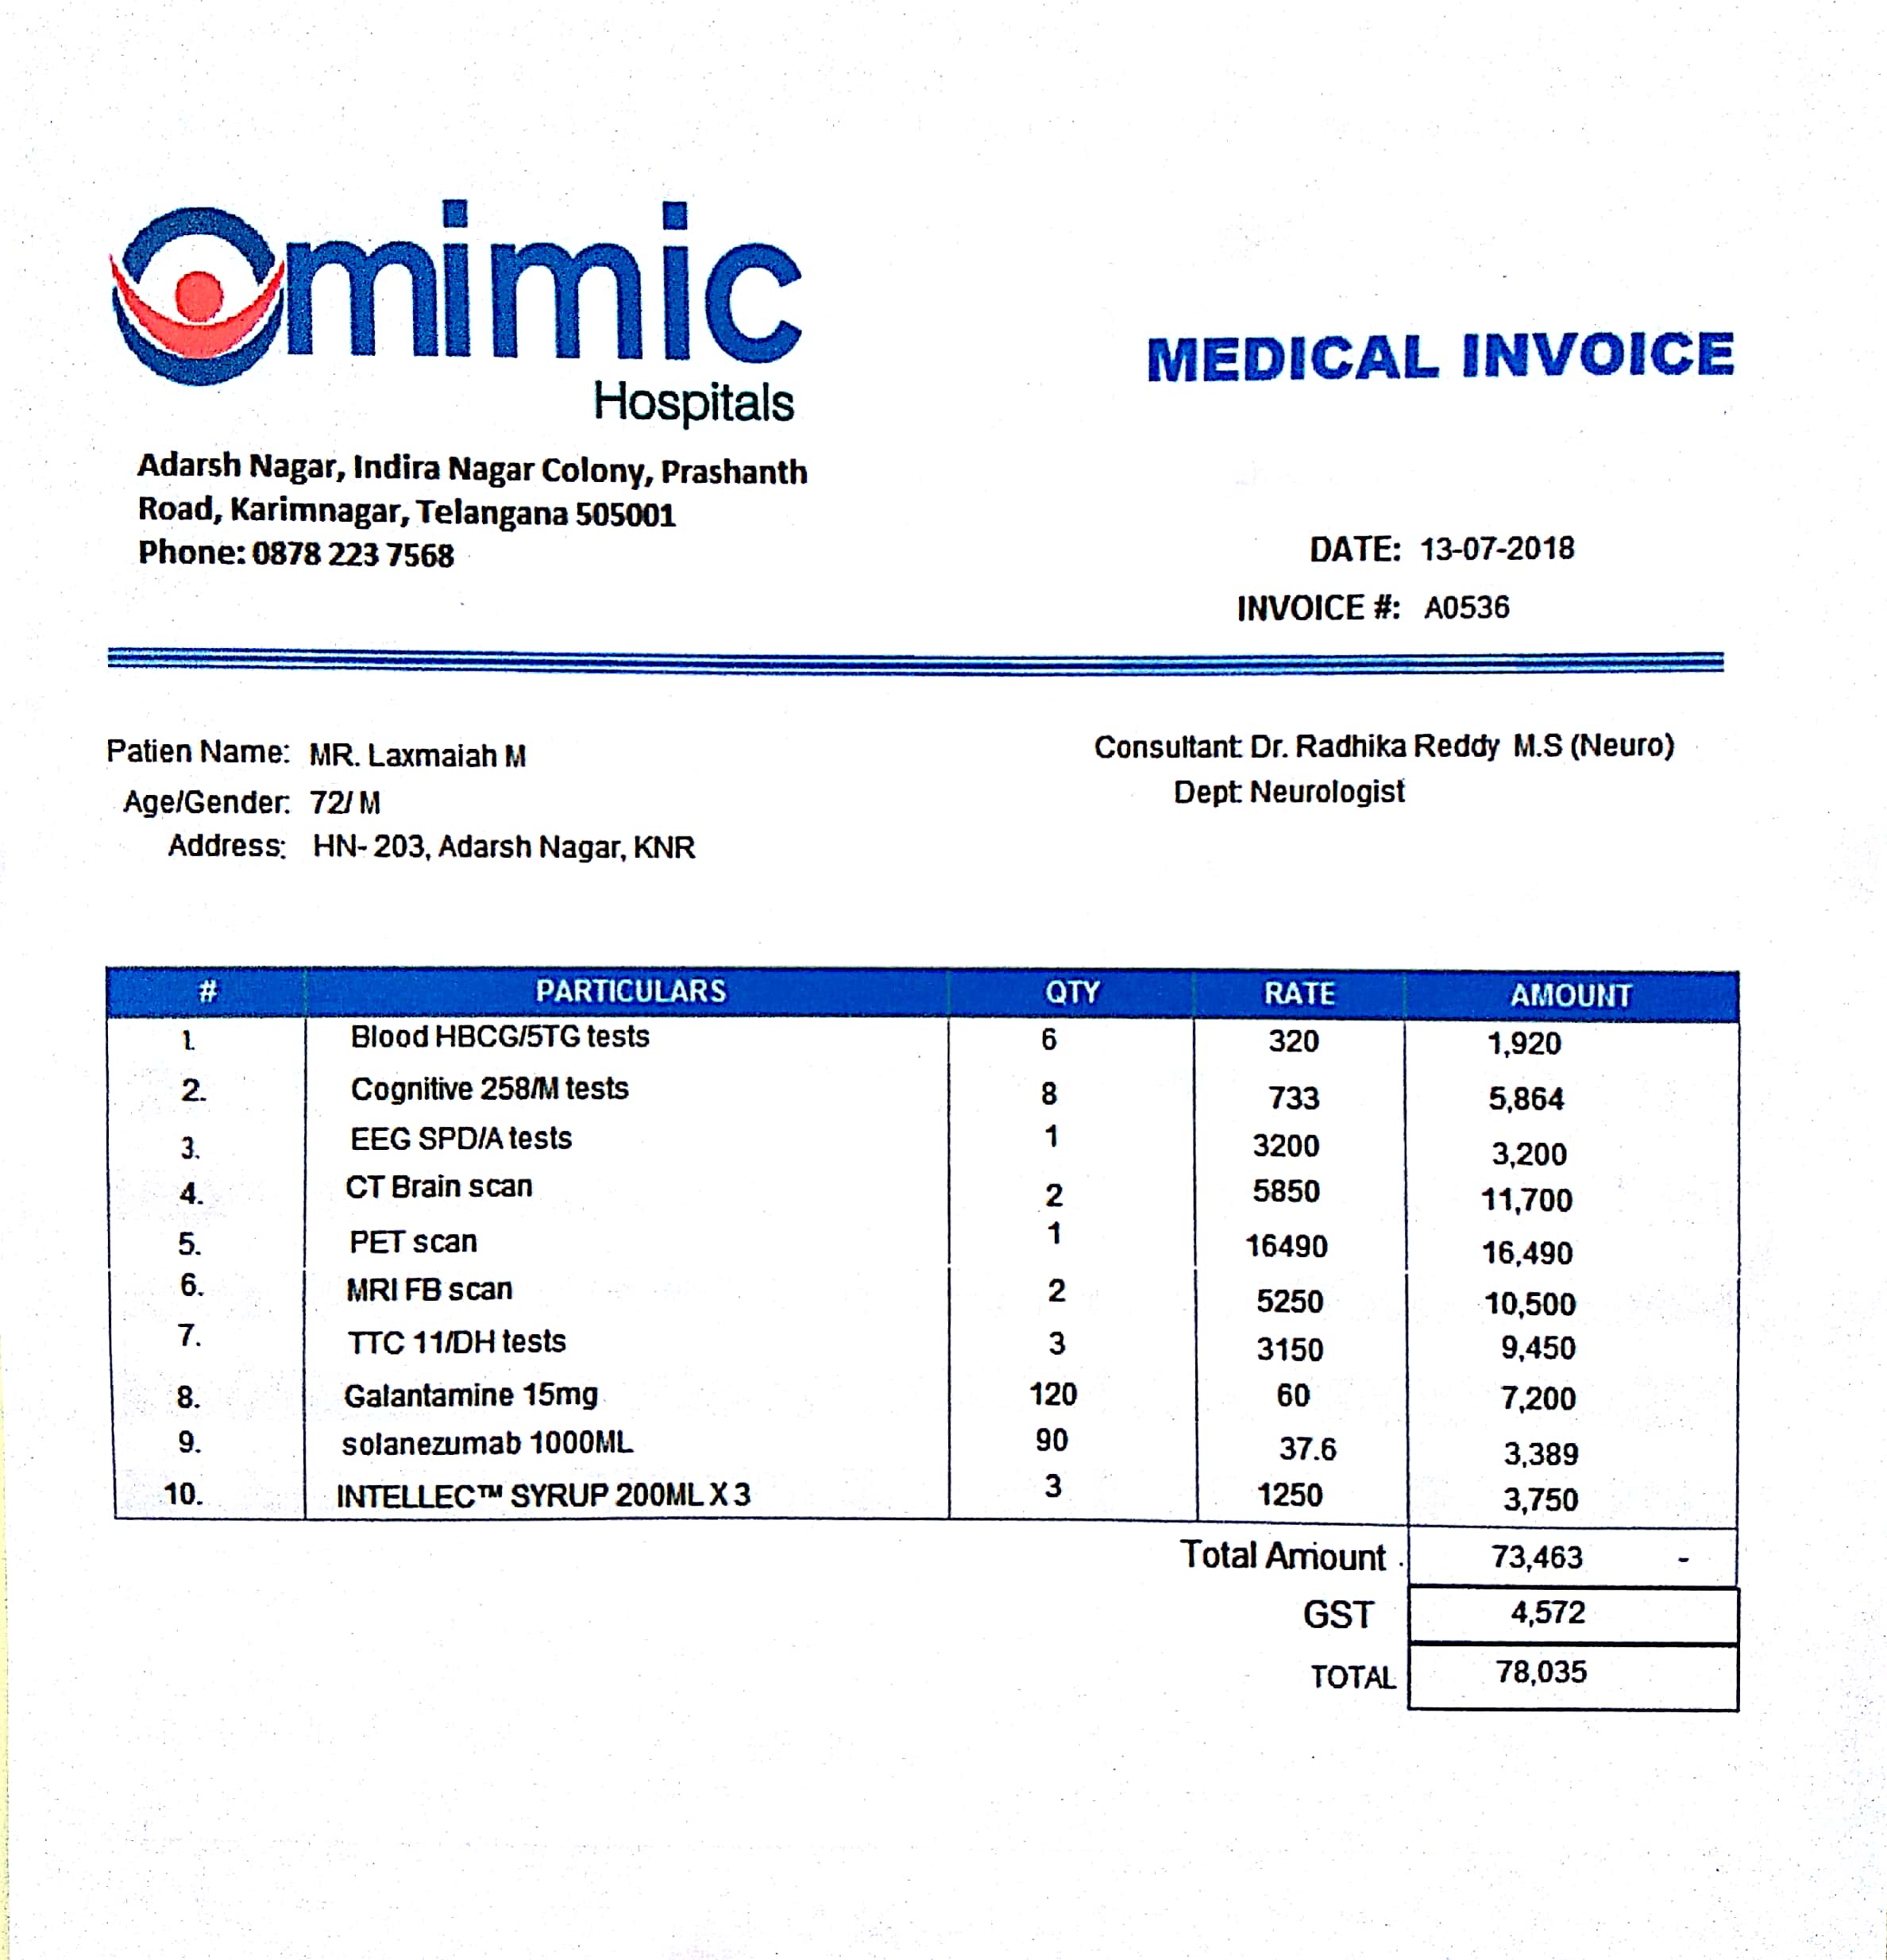 mimic
Hospitals
MEDICAL INVOICE
Adarsh Nagar, Indira Nagar Colony, Prashanth
Road, Karimnagar, Telangana 505001
Phone: 0878 223 7568
DATE: 13-07-2018
INVOICE #: A0536
Patien Name: MR. Laxmaiah M
Age/Gender: 72/ M
Address: HN- 203, Adarsh Nagar, KNR
Consultant: Dr. Radhika Reddy M.S (Neuro)
Dept: Neurologist
# PARTICULARS QTY RATE AMOUNT
1. Blood HBCG/5TG tests 6 320 1,920
2. Cognitive 258/M tests 8 733 5,864
3. EEG SPD/A tests 1 3200 3,200
4. CT Brain scan 2 5850 11,700
5. PET scan 1 16490 16,490
6. MRI FB scan 2 5250 10,500
7. TTC 11/DH tests 3 3150 9,450
8. Galantamine 15mg 120 60 7,200
9. solanezumab 1000ML 90 37.6 3,389
10. INTELLEC™ SYRUP 200ML X 3 3 1250 3,750
Total Amount 73,463 -
GST 4,572
TOTAL 78,035